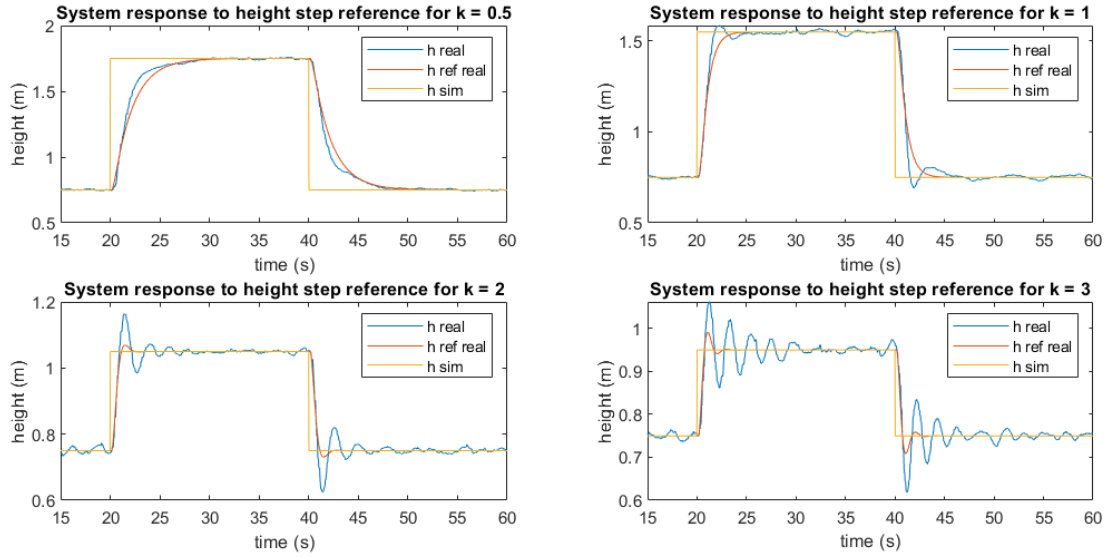 System response to height step reference for k = 0.5
2
1.5
1
0.5
height (m)
h real
h ref real
h sim
15 20 25 30 35 40 45 50 55 60
time (s)
System response to height step reference for k = 1
1.5
1
0.5
height (m)
h real
h ref real
h sim
15 20 25 30 35 40 45 50 55 60
time (s)
System response to height step reference for k = 2
1.2
1
0.8
0.6
height (m)
h real
h ref real
h sim
15 20 25 30 35 40 45 50 55 60
time (s)
System response to height step reference for k = 3
1
0.9
0.8
0.7
0.6
height (m)
h real
h ref real
h sim
15 20 25 30 35 40 45 50 55 60
time (s)